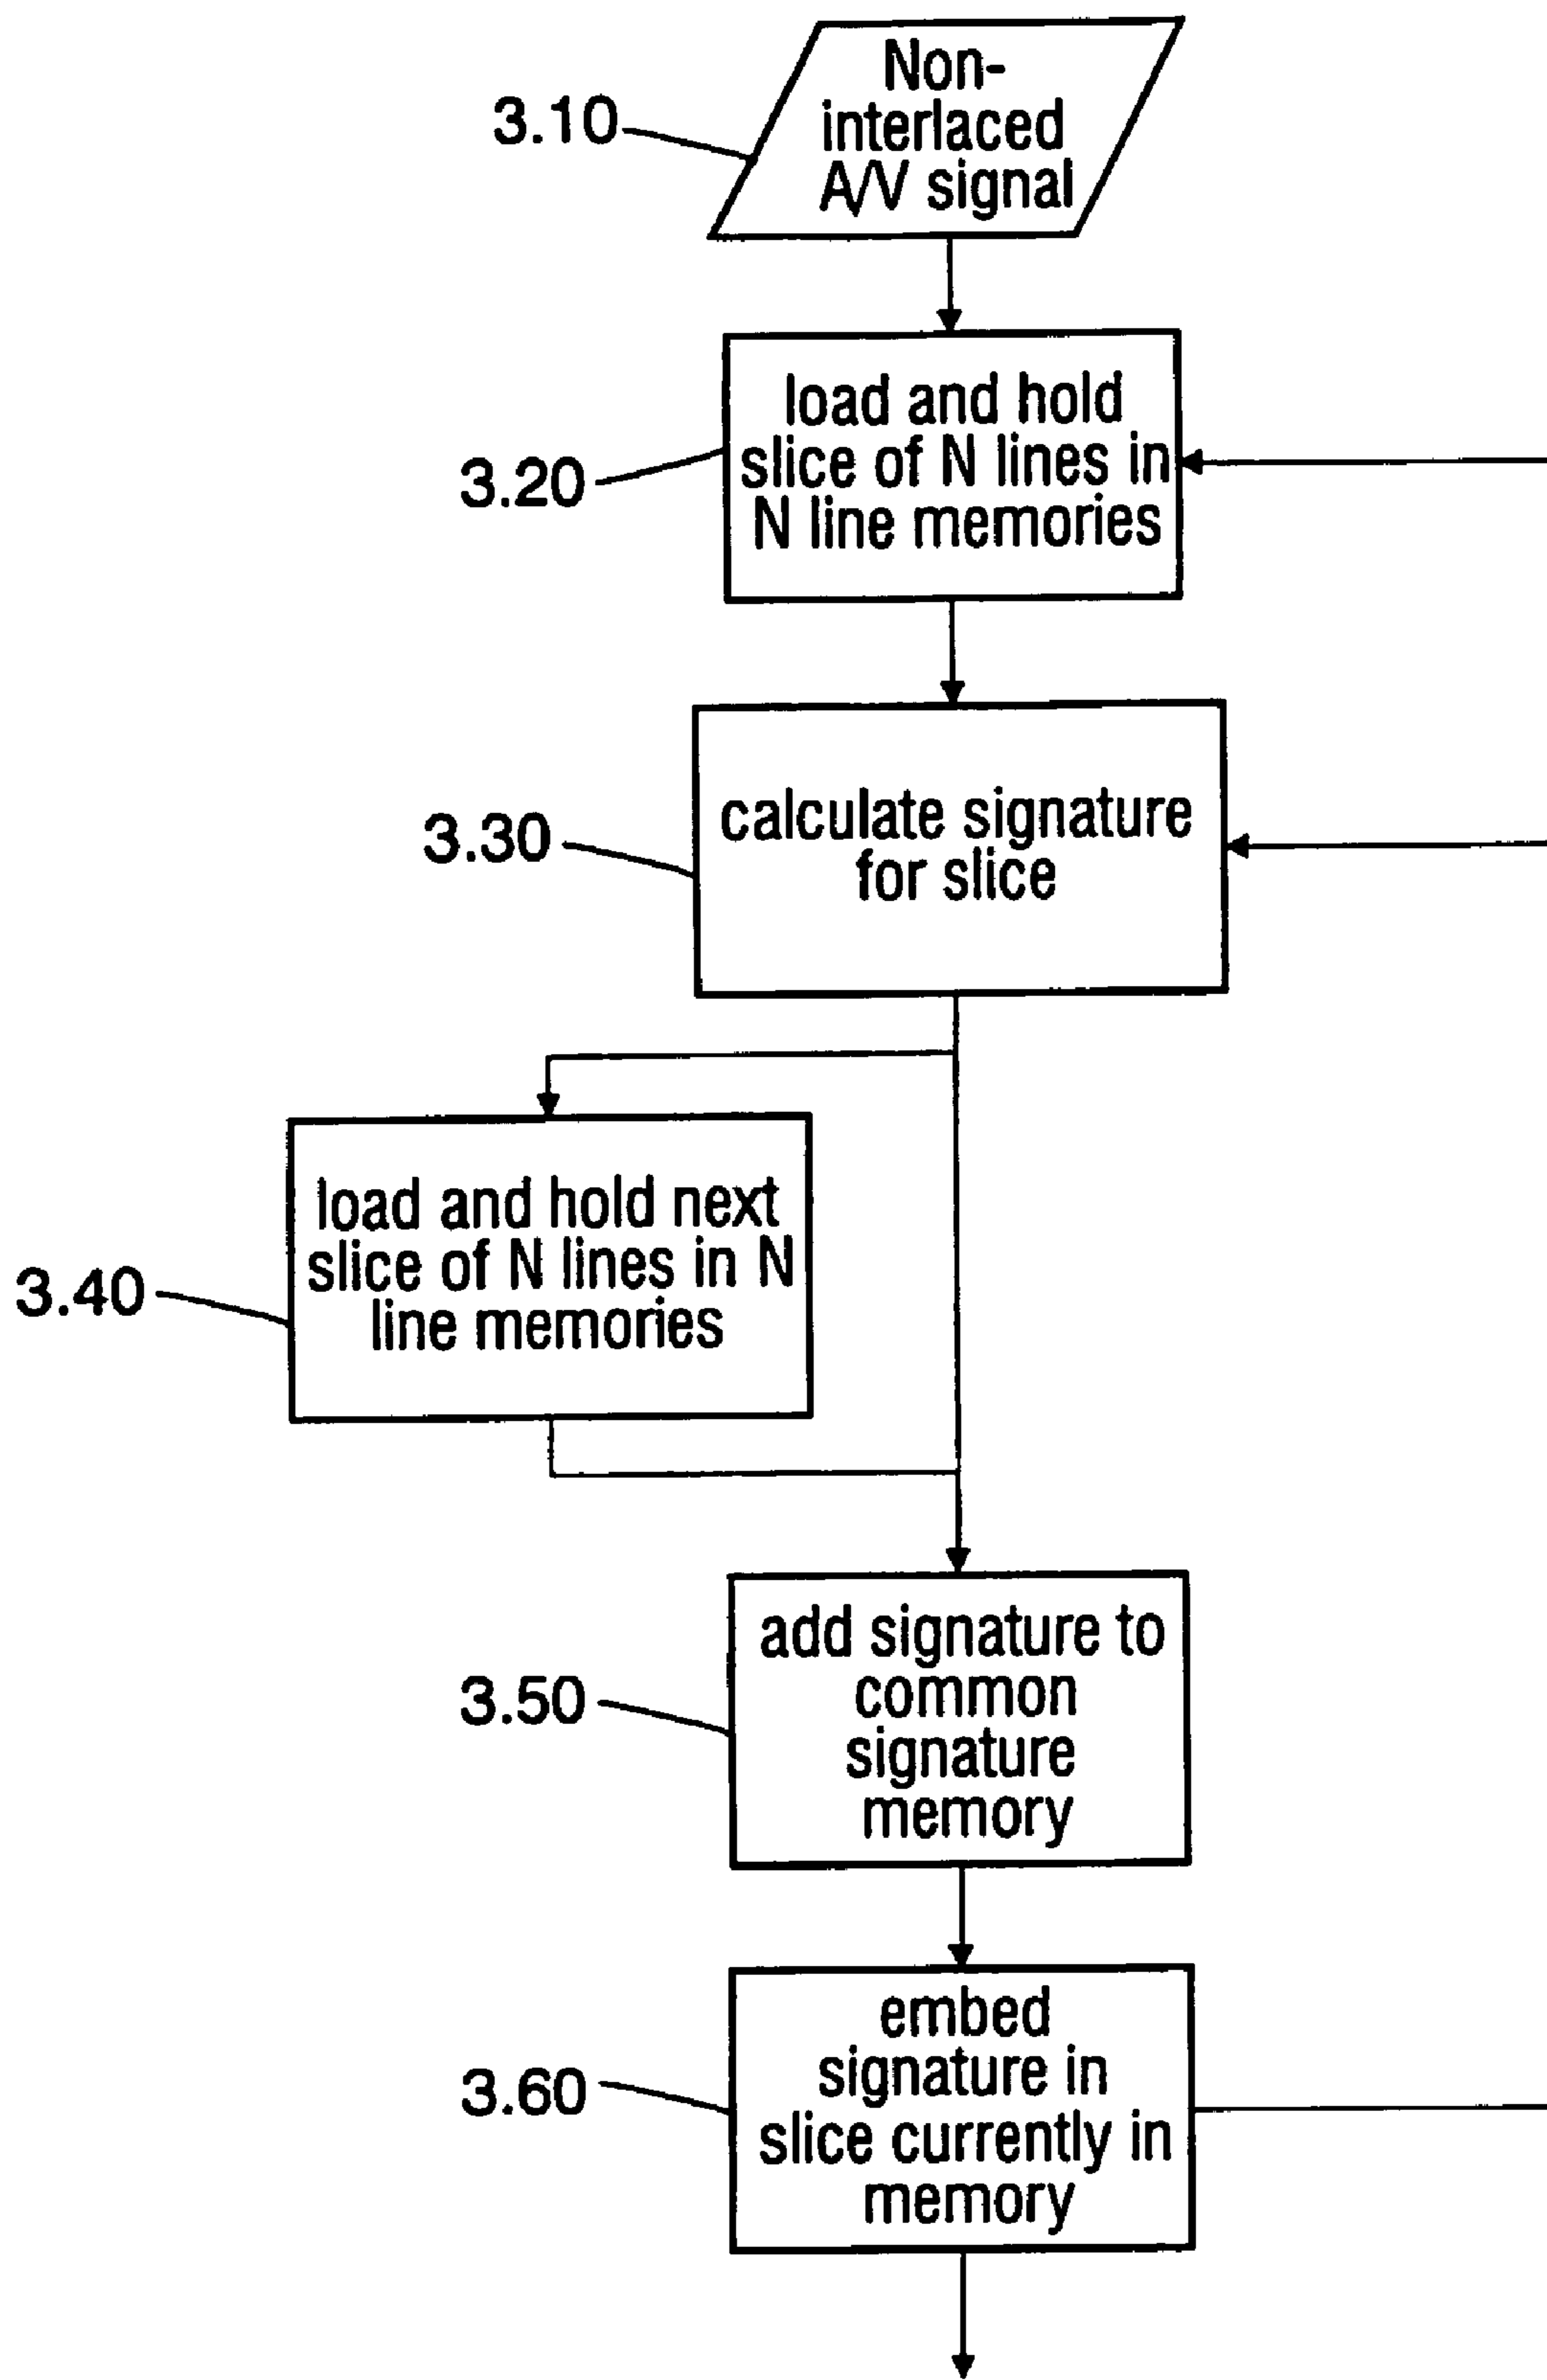 Non-
interlaced
A/V signal
3.10
load and hold
slice of N lines in
N line memories
3.20
calculate signature
for slice
3.30
load and hold next
slice of N lines in N
line memories
3.40
add signature to
common
signature
memory
3.50
embed
signature in
slice currently in
memory
3.60